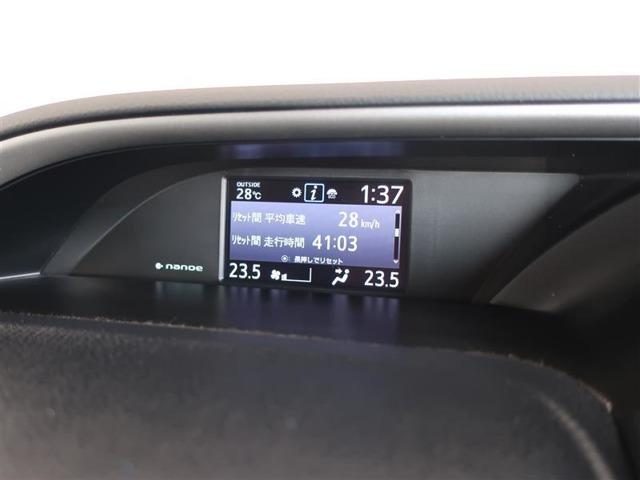 OUTSIDE
28℃
1:37
リセット間 平均車速 28 km/h
リセット間 走行時間 41:03
長押しでリセット
nanoe
23.5
23.5